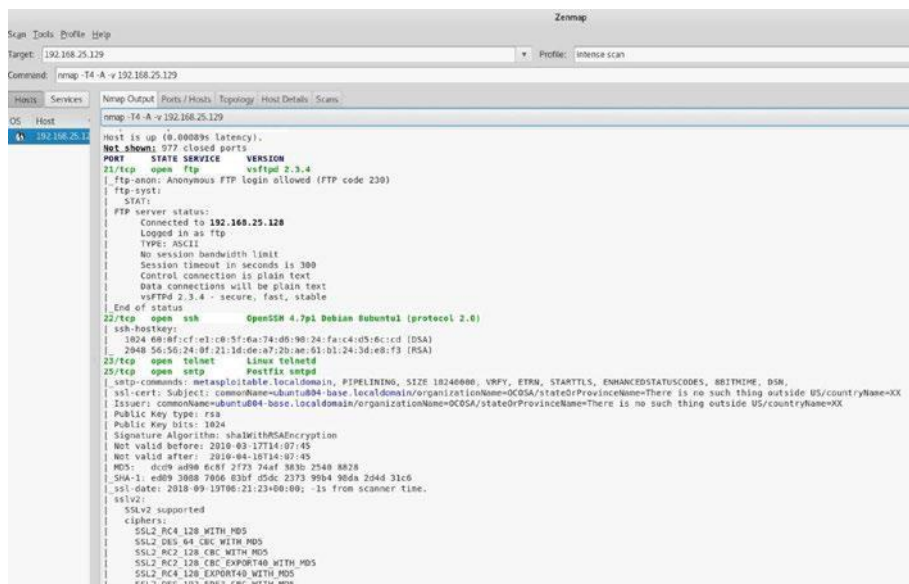 Zenmap
Scan Tools Profile Help
Target: 192.168.25.129 Profile: Intense scan
Command: nmap -T4 -A -v 192.168.25.129
Hosts Services Nmap Output Ports / Hosts Topology Host Details Scans
OS Host nmap -T4 -A -v 192.168.25.129
192.168.25.12
Host is up (0.00089s latency).
Not shown: 977 closed ports
PORT STATE SERVICE VERSION
21/tcp open ftp vsftpd 2.3.4
|_ftp-anon: Anonymous FTP login allowed (FTP code 230)
| ftp-syst:
| STAT:
| FTP server status:
| Connected to 192.168.25.128
| Logged in as ftp
| TYPE: ASCII
| No session bandwidth limit
| Session timeout in seconds is 300
| Control connection is plain text
| Data connections will be plain text
| vsFTPd 2.3.4 - secure, fast, stable
|_End of status
22/tcp open ssh OpenSSH 4.7p1 Debian 8ubuntu1 (protocol 2.0)
| ssh-hostkey:
| 1024 60:0f:cf:e1:c0:5f:6a:74:d6:90:24:fa:c4:d5:6c:cd (DSA)
|_ 2048 56:56:24:0f:21:1d:de:a7:2b:ae:61:b1:24:3d:e8:f3 (RSA)
23/tcp open telnet Linux telnetd
25/tcp open smtp Postfix smtpd
|_smtp-commands: metasploitable.localdomain, PIPELINING, SIZE 10240000, VRFY, ETRN, STARTTLS, ENHANCEDSTATUSCODES, 8BITMIME, DSN,
| ssl-cert: Subject: commonName=ubuntu804-base.localdomain/organizationName=OCOSA/stateOrProvinceName=There is no such thing outside US/countryName=XX
| Issuer: commonName=ubuntu804-base.localdomain/organizationName=OCOSA/stateOrProvinceName=There is no such thing outside US/countryName=XX
| Public Key type: rsa
| Public Key bits: 1024
| Signature Algorithm: sha1WithRSAEncryption
| Not valid before: 2010-03-17T14:07:45
| Not valid after: 2010-04-16T14:07:45
| MD5: dcd9 ad90 6c8f 2f73 74af 383b 2540 8828
|_SHA-1: ed09 3088 7066 03bf d5dc 2373 99b4 98da 2d4d 31c6
|_ssl-date: 2018-09-19T06:21:23+00:00; -1s from scanner time.
| sslv2:
| SSLv2 supported
| ciphers:
| SSL2_RC4_128_WITH_MD5
| SSL2_DES_64_CBC_WITH_MD5
| SSL2_RC2_128_CBC_WITH_MD5
| SSL2_RC2_128_CBC_EXPORT40_WITH_MD5
| SSL2_RC4_128_EXPORT40_WITH_MD5